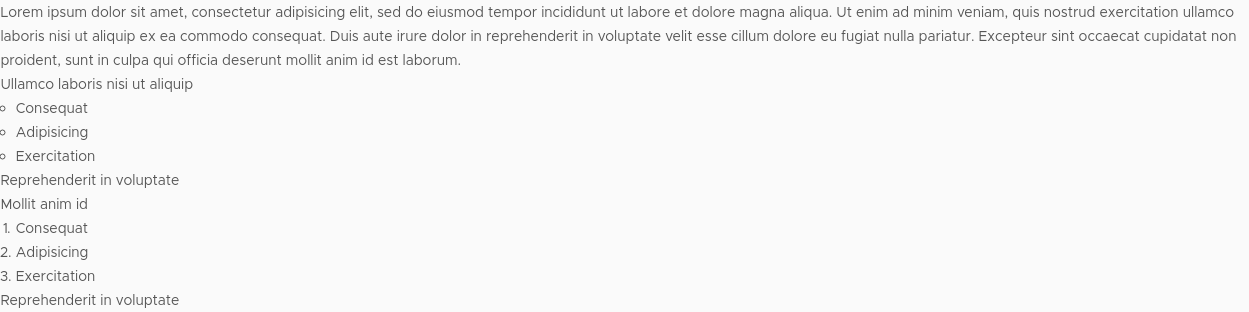 Lorem ipsum dolor sit amet, consectetur adipisicing elit, sed do eiusmod tempor incididunt ut labore et dolore magna aliqua. Ut enim ad minim veniam, quis nostrud exercitation ullamco
laboris nisi ut aliquip ex ea commodo consequat. Duis aute irure dolor in reprehenderit in voluptate velit esse cillum dolore eu fugiat nulla pariatur. Excepteur sint occaecat cupidatat non
proident, sunt in culpa qui officia deserunt mollit anim id est laborum.
Ullamco laboris nisi ut aliquip
◦ Consequat
◦ Adipisicing
◦ Exercitation
Reprehenderit in voluptate
Mollit anim id
1. Consequat
2. Adipisicing
3. Exercitation
Reprehenderit in voluptate